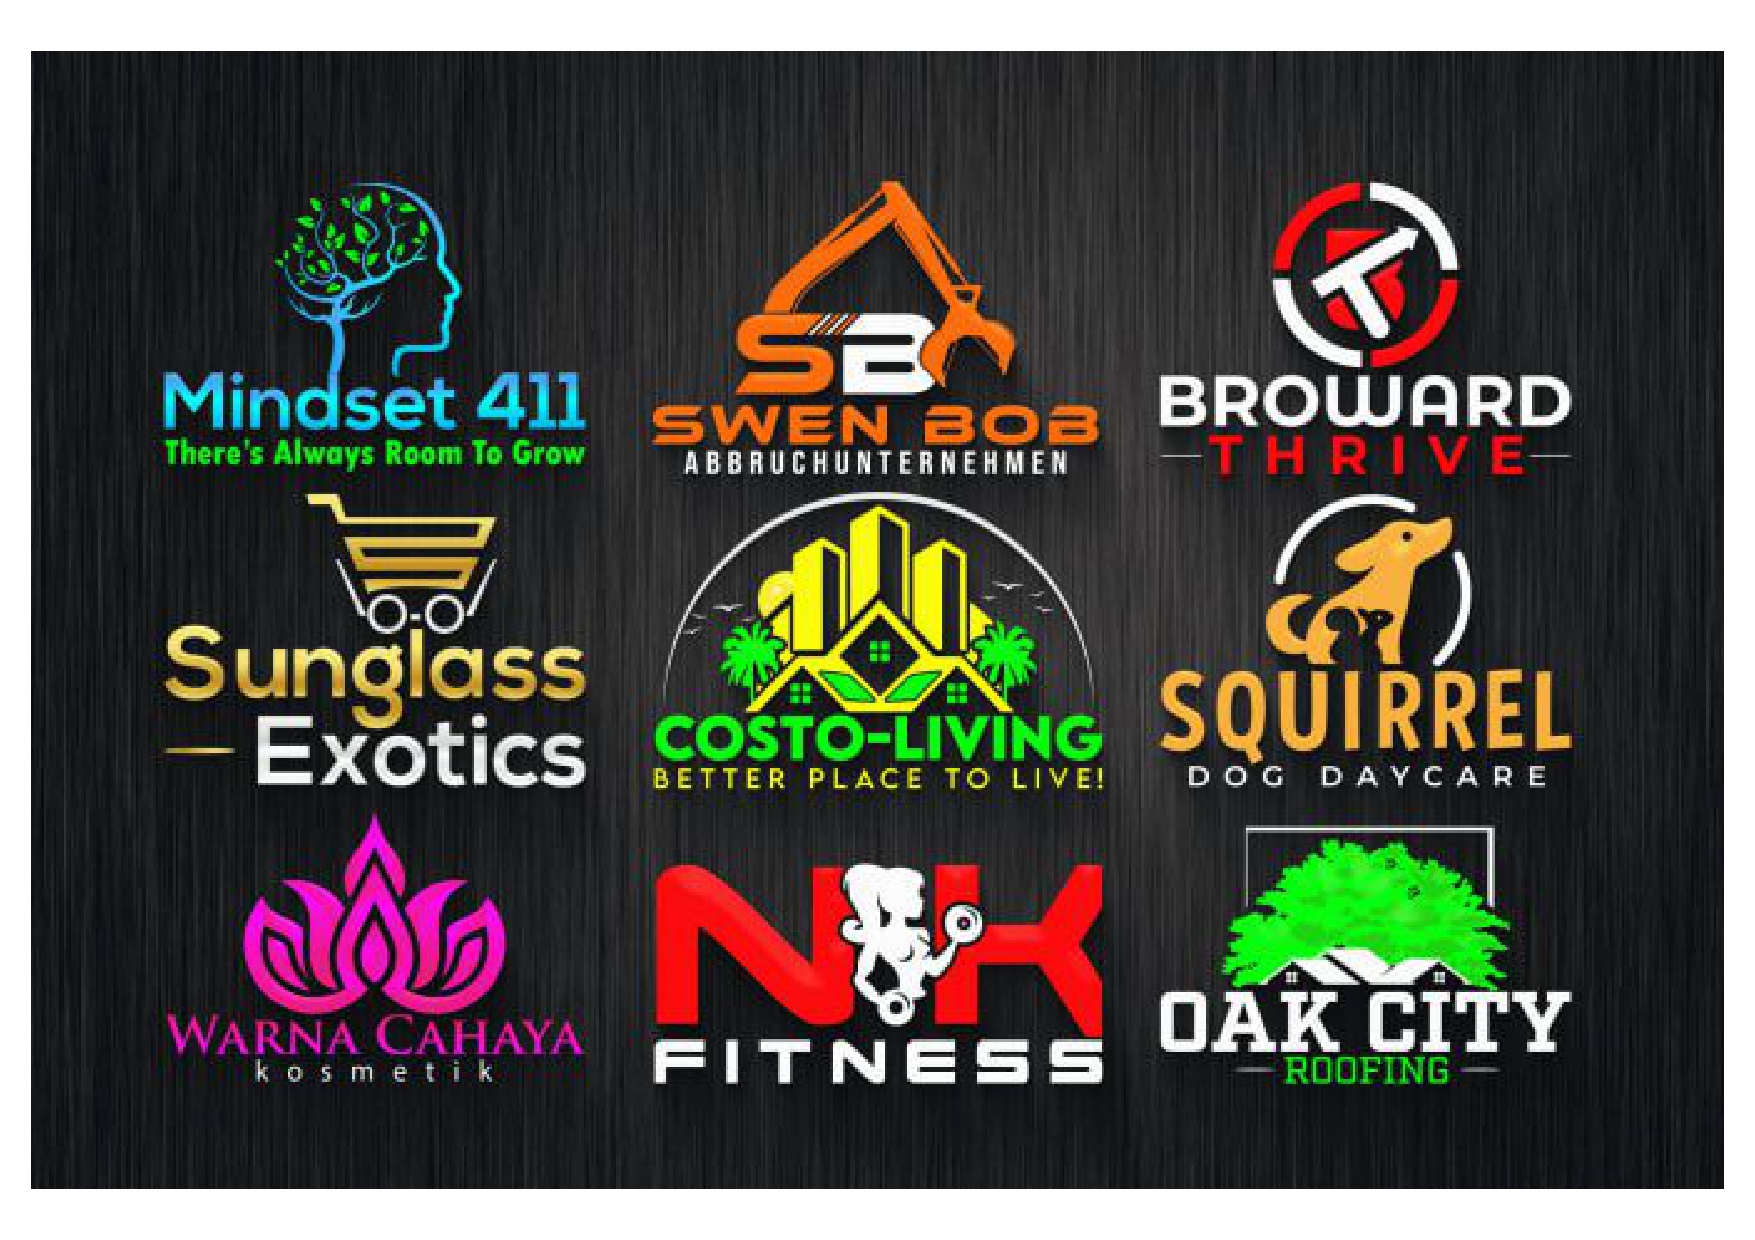 Mindset 411
There's Always Room To Grow
SB
SWEN BOB
ABBRUCHUNTERNEHMEN
BT
BROWARD
THRIVE
Sunglass
Exotics
COSTO-LIVING
BETTER PLACE TO LIVE!
SQUIRREL
DOG DAYCARE
WARNA CAHAYA
kosmetik
NK
FITNESS
OAK CITY
ROOFING